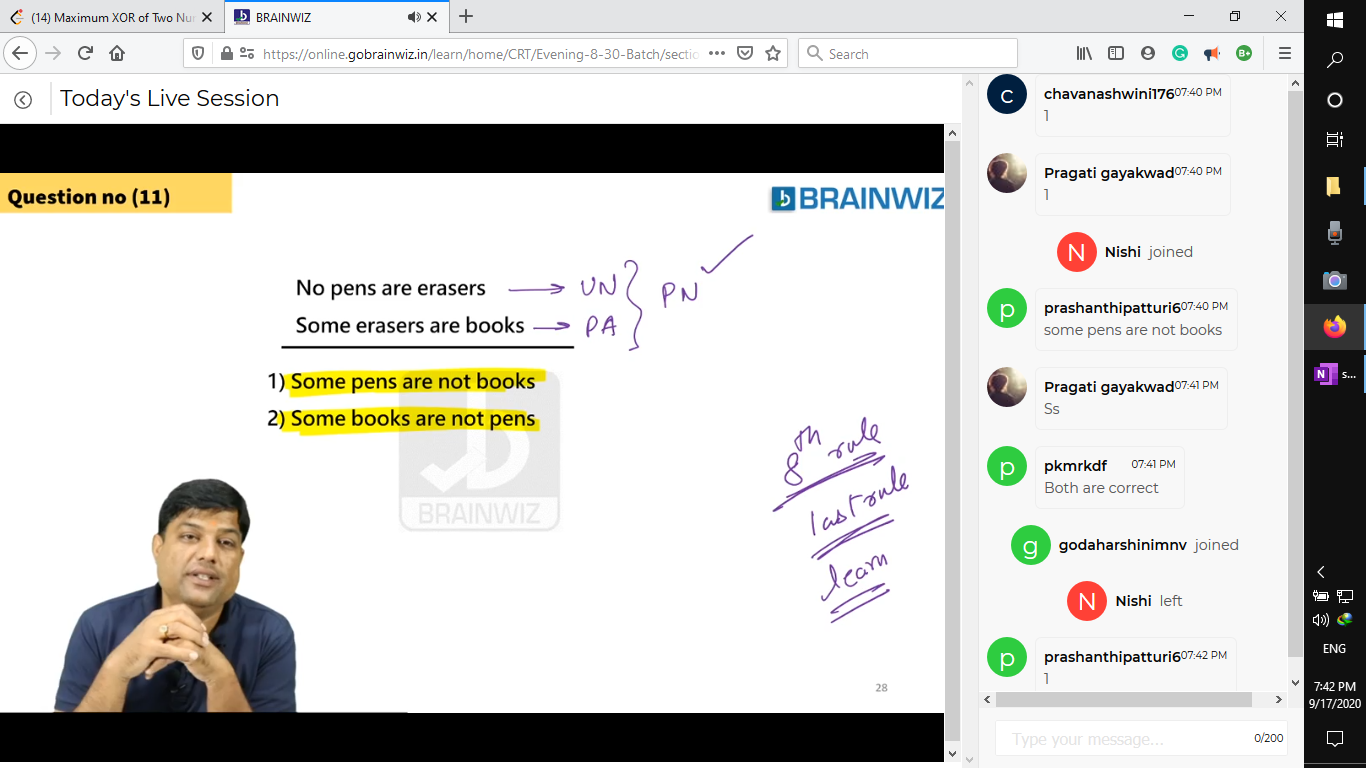 (14) Maximum XOR of Two Nu
BRAINWIZ
https://online.gobrainwiz.in/learn/home/CRT/Evening-8-30-Batch/sectio
Search
Today's Live Session
Question no (11)
BRAINWIZ
No pens are erasers → UN
Some erasers are books → PA
PN ✓
1) Some pens are not books
2) Some books are not pens
BRAINWIZ
8th rule
last rule
learn
28
c
chavanashwini176 07:40 PM
1
Pragati gayakwad 07:40 PM
1
N
Nishi joined
p
prashanthipatturi6 07:40 PM
some pens are not books
Pragati gayakwad 07:41 PM
Ss
p
pkmrkdf 07:41 PM
Both are correct
g
godaharshinimnv joined
N
Nishi left
p
prashanthipatturi6 07:42 PM
1
Type your message...
0/200
B+
N s...
ENG
7:42 PM
9/17/2020